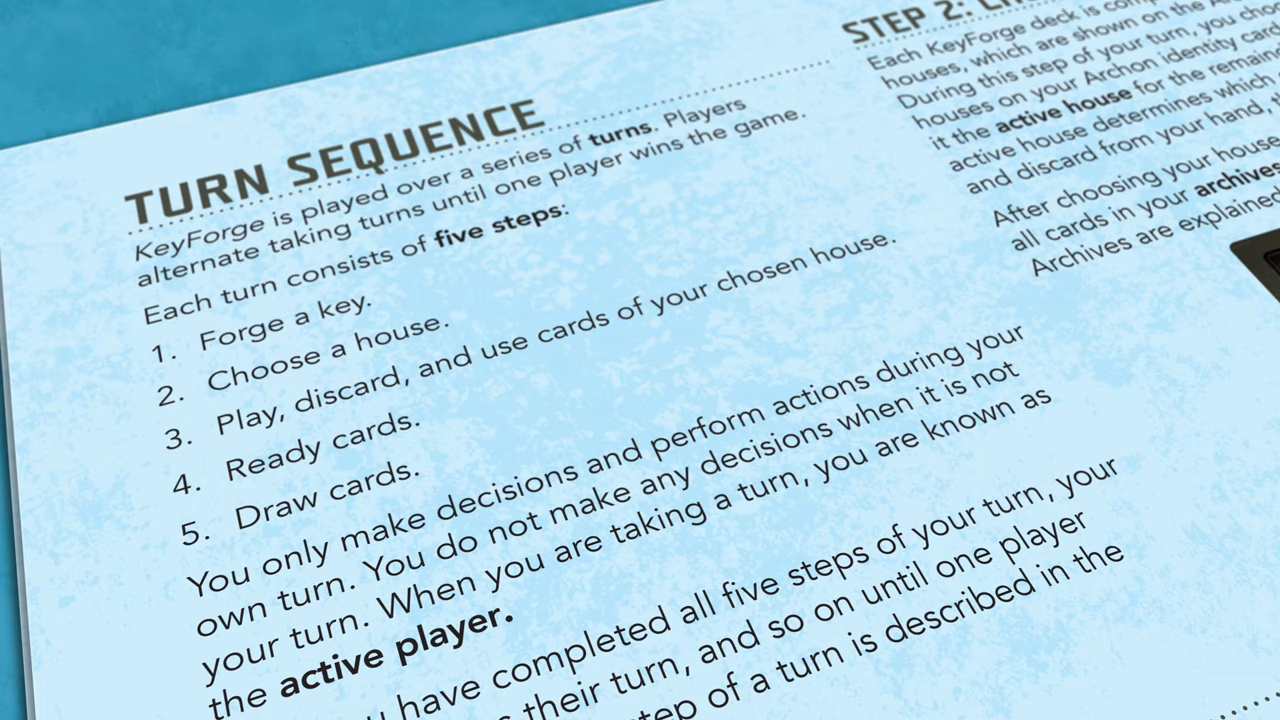 TURN SEQUENCE
KeyForge is played over a series of turns. Players
alternate taking turns until one player wins the game.
Each turn consists of five steps:
1. Forge a key.
2. Choose a house.
3. Play, discard, and use cards of your chosen house.
4. Ready cards.
5. Draw cards.
You only make decisions and perform actions during your
own turn. You do not make any decisions when it is not
your turn. When you are taking a turn, you are known as
the active player.
have completed all five steps of your turn, your
their turn, and so on until one player
of a turn is described in the
STEP 2:
Each KeyForge deck is
houses, which are shown on the
During this step of your turn, you
houses on your Archon identity
it the active house for the
active house determines which
and discard from your hand,
After choosing your
all cards in your archives
Archives are explained